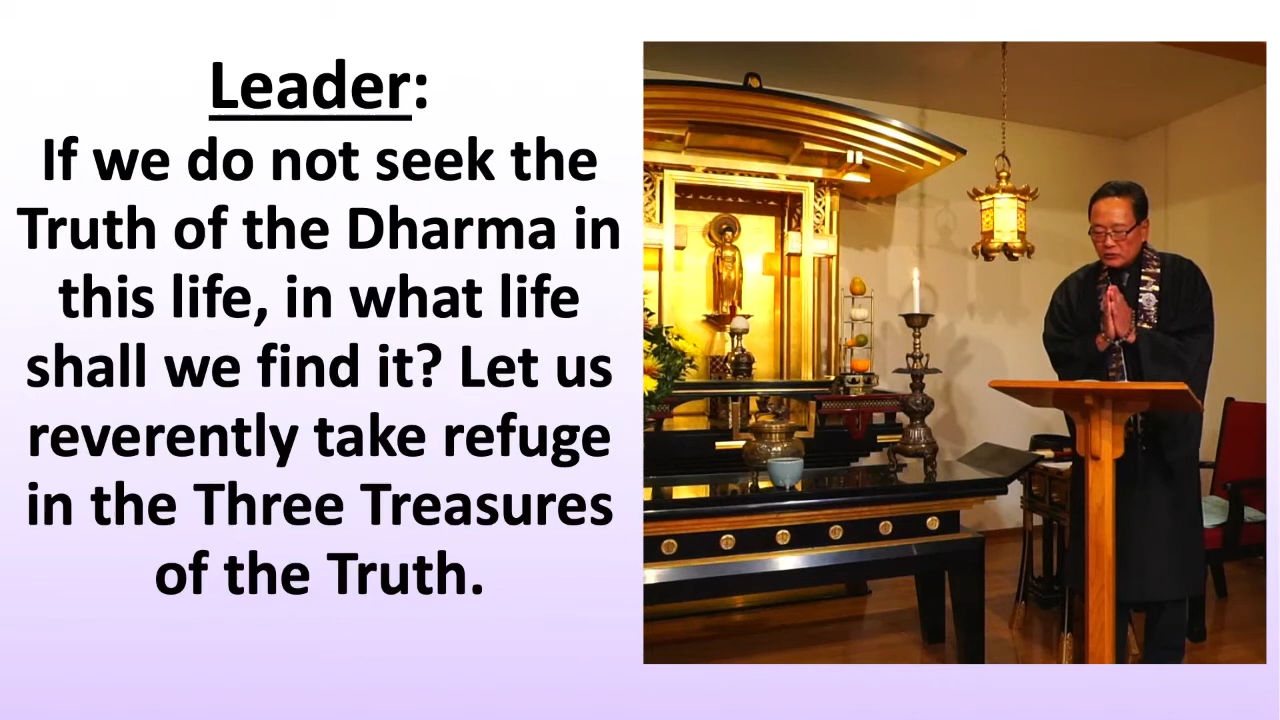 Leader:
If we do not seek the
Truth of the Dharma in
this life, in what life
shall we find it? Let us
reverently take refuge
in the Three Treasures
of the Truth.